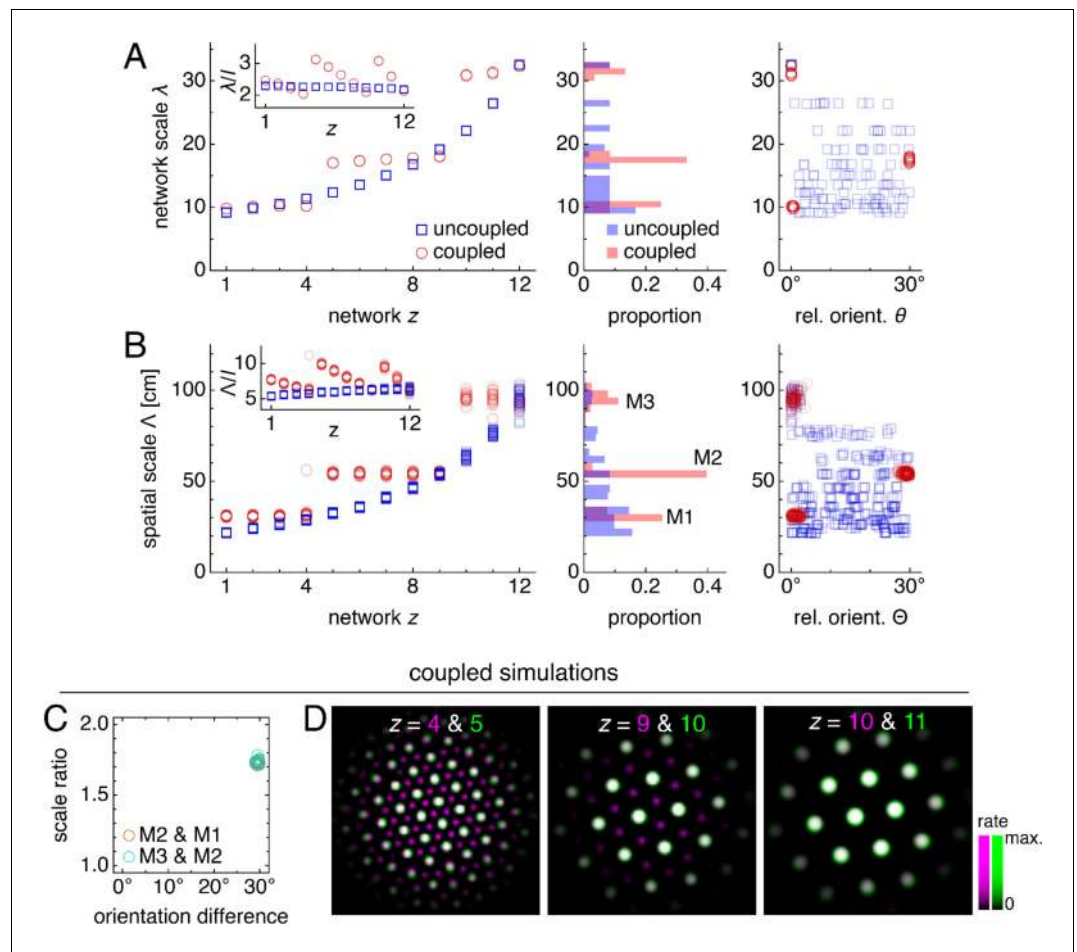 A
network scale λ
30
20
10
0
1
4
8
12
network z
λ/l
3
2
1
z
12
uncoupled
coupled
30
20
10
0
0
0.2
0.4
proportion
uncoupled
coupled
30
20
10
0
0°
30°
rel. orient. θ
B
spatial scale Λ [cm]
100
50
0
1
4
8
12
network z
Λ/l
10
5
1
z
12
100
50
0
0
0.2
0.4
proportion
M3
M2
M1
100
50
0
0°
30°
rel. orient. Θ
coupled simulations
C
scale ratio
2.0
1.5
1.0
M2 & M1
M3 & M2
0°
10°
20°
30°
orientation difference
D
z = 4 & 5
z = 9 & 10
z = 10 & 11
rate
max.
0